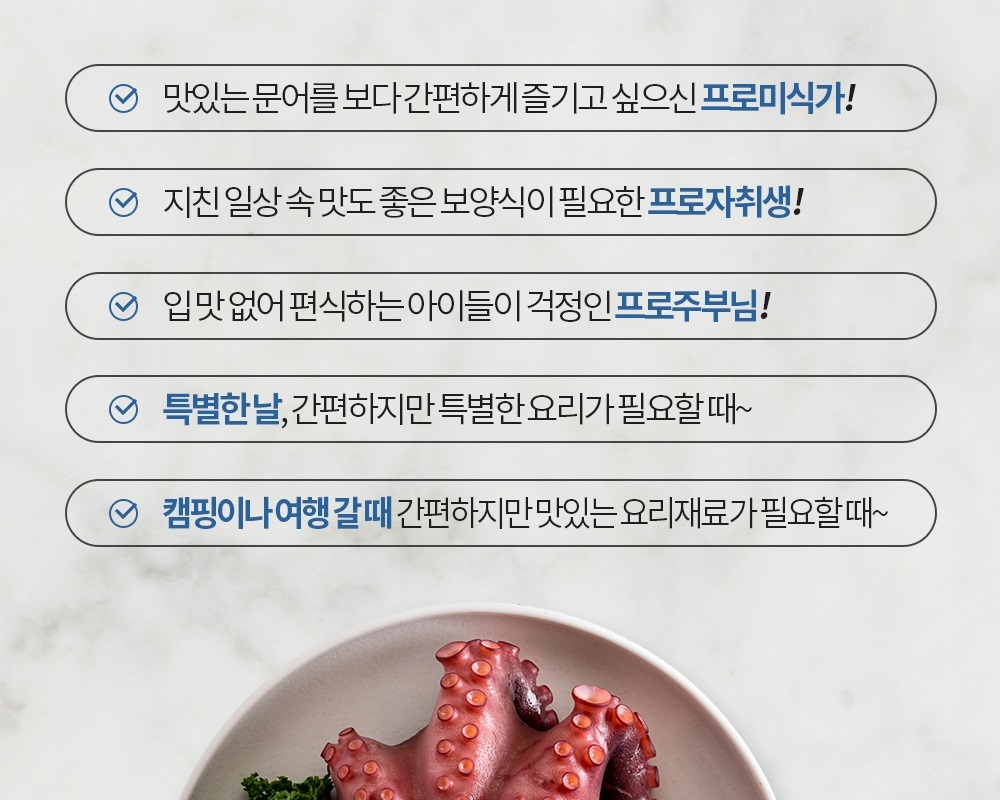 맛있는 문어를 보다 간편하게 즐기고 싶으신 프로미식가!
지친 일상 속 맛도 좋은 보양식이 필요한 프로자취생!
입 맛 없어 편식하는 아이들이 걱정인 프로주부님!
특별한 날, 간편하지만 특별한 요리가 필요할 때~
캠핑이나 여행 갈 때 간편하지만 맛있는 요리재료가 필요할 때~